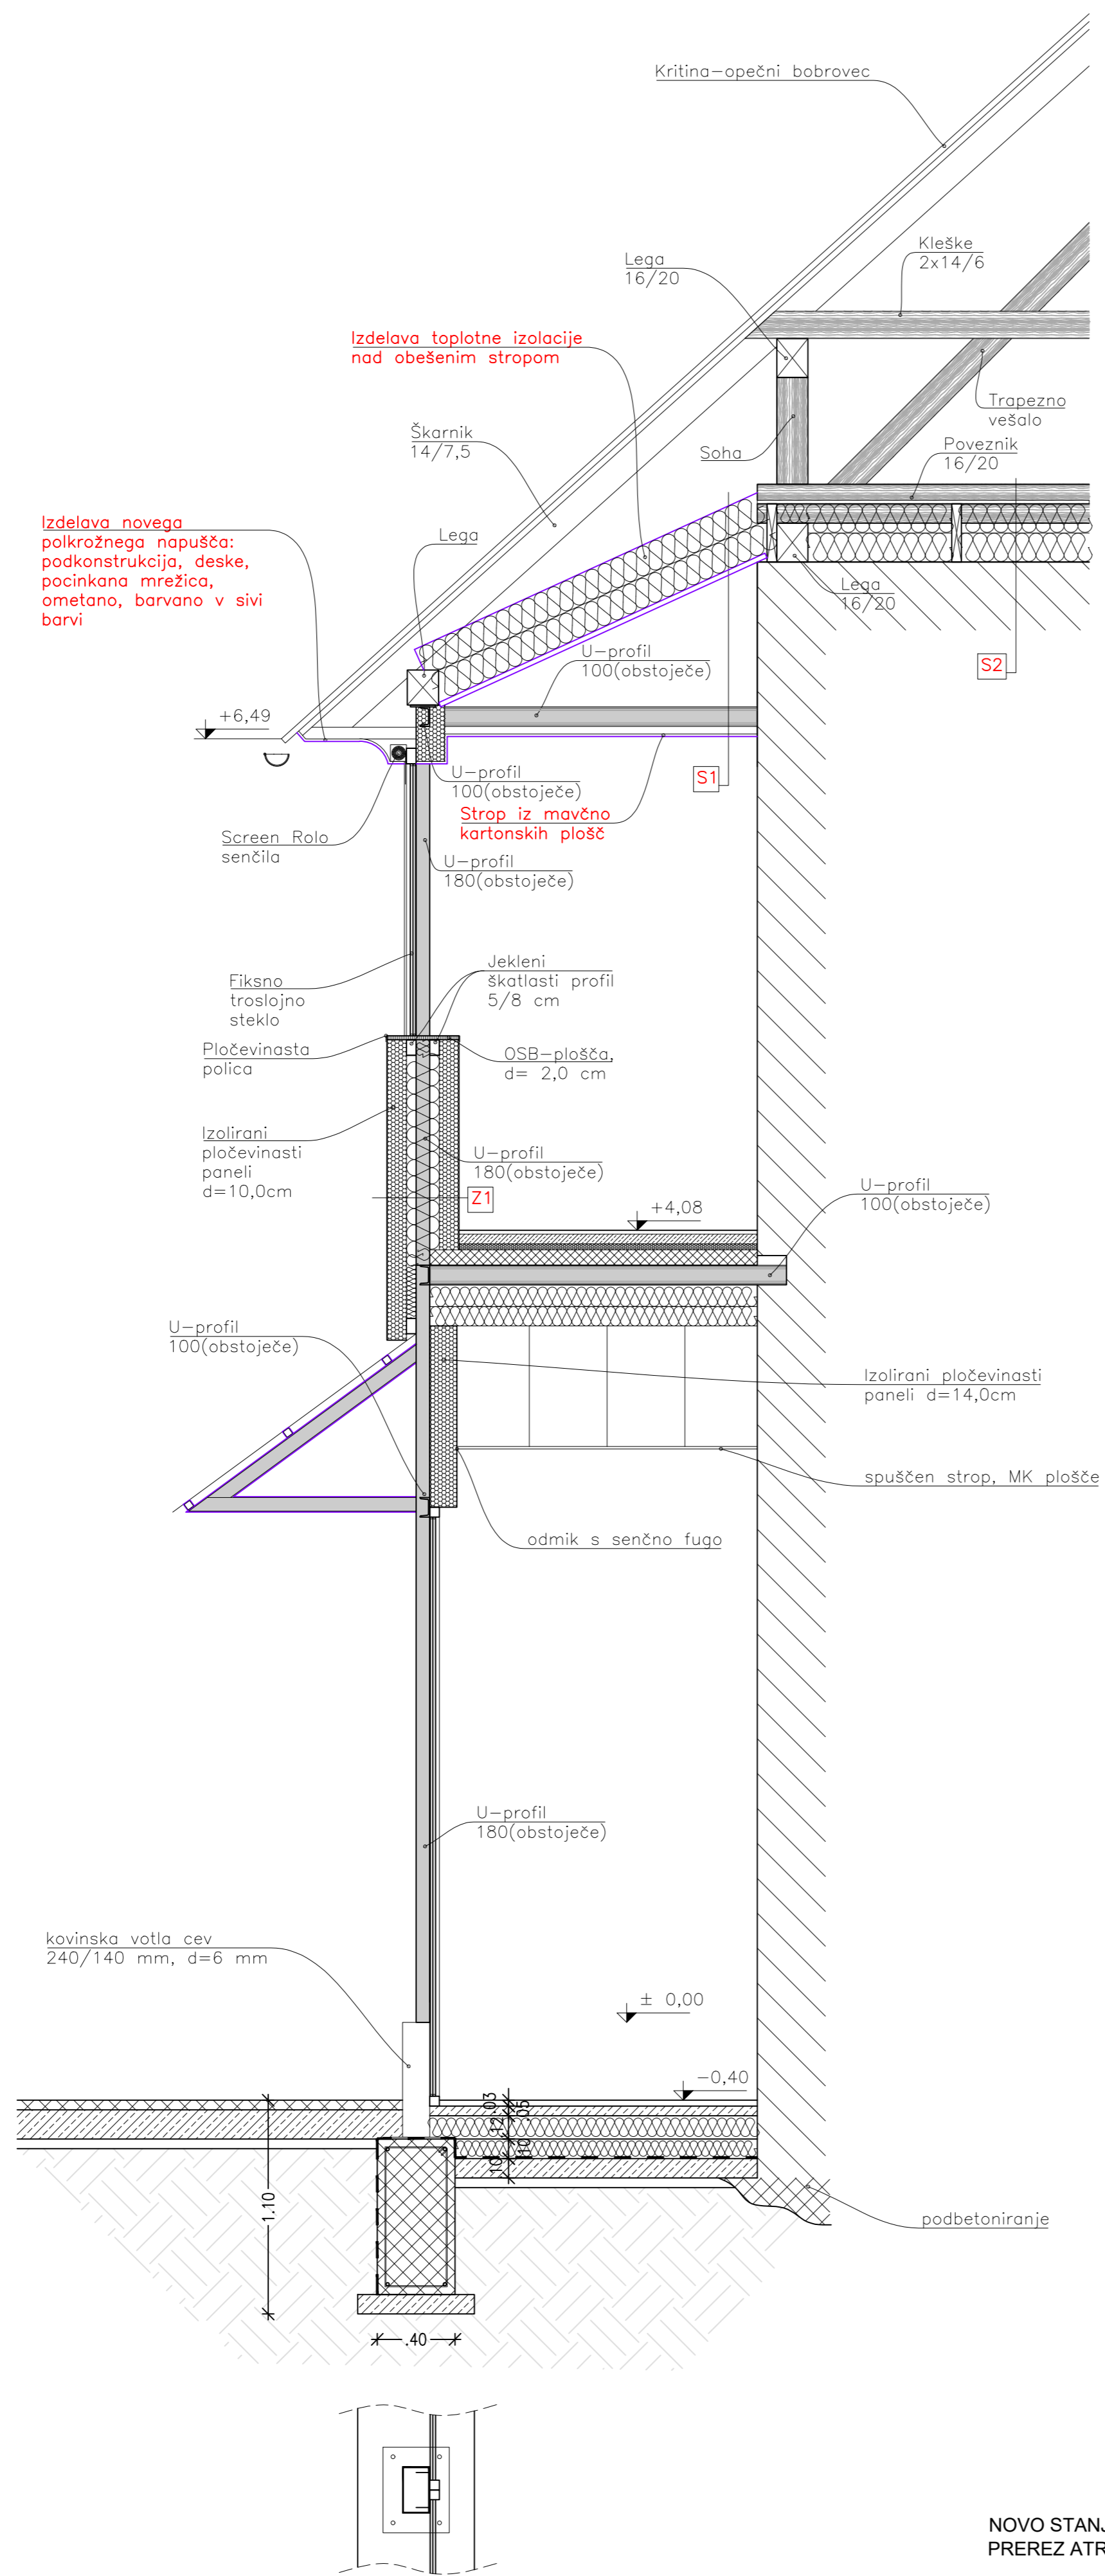 Kritina-opečni bobrovec
Kleške
2x14/6
Lega
16/20
Izdelava toplotne izolacije
nad obešenim stropom
Trapezno
vešalo
Škarnik
14/7,5
Soha
Poveznik
16/20
Izdelava novega
polkrožnega napušča:
podkonstrukcija, deske,
pocinkana mrežica,
ometano, barvano v sivi
barvi
Lega
Lega
16/20
U-profil
100(obstoječe)
S2
+6,49
S1
U-profil
100(obstoječe)
Strop iz mavčno
kartonskih plošč
Screen Rolo
senčila
U-profil
180(obstoječe)
Jekleni
škatlasti profil
5/8 cm
Fiksno
troslojno
steklo
Pločevinasta
polica
OSB-plošča,
d= 2,0 cm
Izolirani
pločevinasti
paneli
d=10,0cm
U-profil
180(obstoječe)
Z1
U-profil
100(obstoječe)
+4,08
U-profil
100(obstoječe)
Izolirani pločevinasti
paneli d=14,0cm
spuščen strop, MK plošče
odmik s senčno fugo
U-profil
180(obstoječe)
kovinska votla cev
240/140 mm, d=6 mm
± 0,00
-0,40
.03
.05
12
10
10
1.10
podbetoniranje
.40
NOVO STANJ
PREREZ ATR